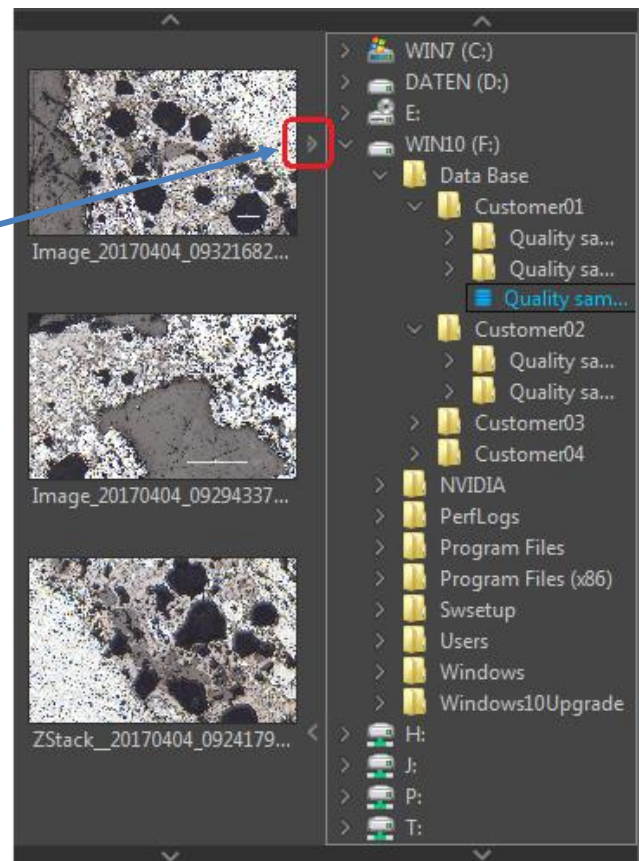 Image_20170404_09321682...
Image_20170404_09294337...
ZStack__20170404_0924179...
WIN7 (C:)
DATEN (D:)
E:
WIN10 (F:)
Data Base
Customer01
Quality sa...
Quality sa...
Quality sam...
Customer02
Quality sa...
Quality sa...
Customer03
Customer04
NVIDIA
PerfLogs
Program Files
Program Files (x86)
Swsetup
Users
Windows
Windows10Upgrade
H:
J:
P:
T: